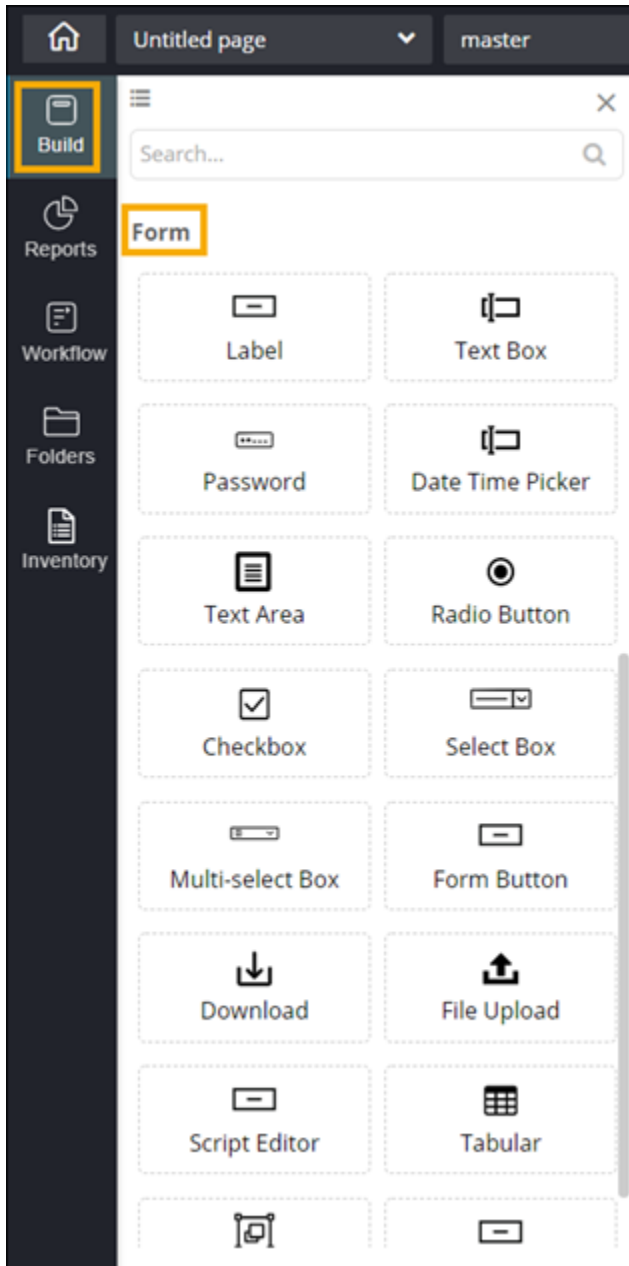 Untitled page master
Build
Search...
Reports
Form
Label Text Box
Workflow
Password Date Time Picker
Folders
Text Area Radio Button
Inventory
Checkbox Select Box
Multi-select Box Form Button
Download File Upload
Script Editor Tabular